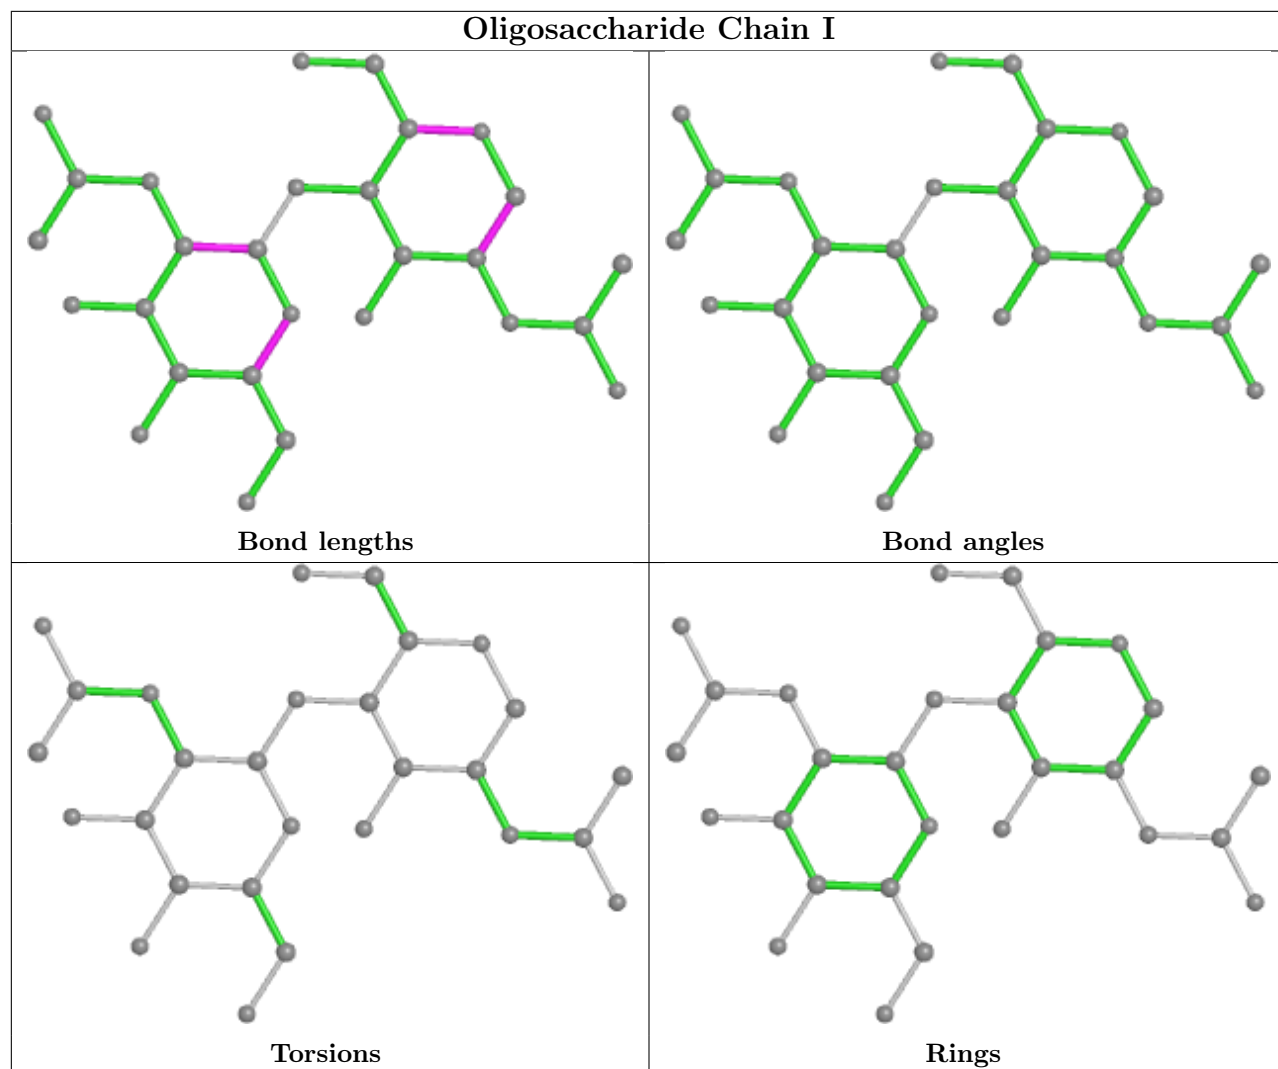 Oligosaccharide Chain I
Bond lengths
Bond angles
Torsions
Rings